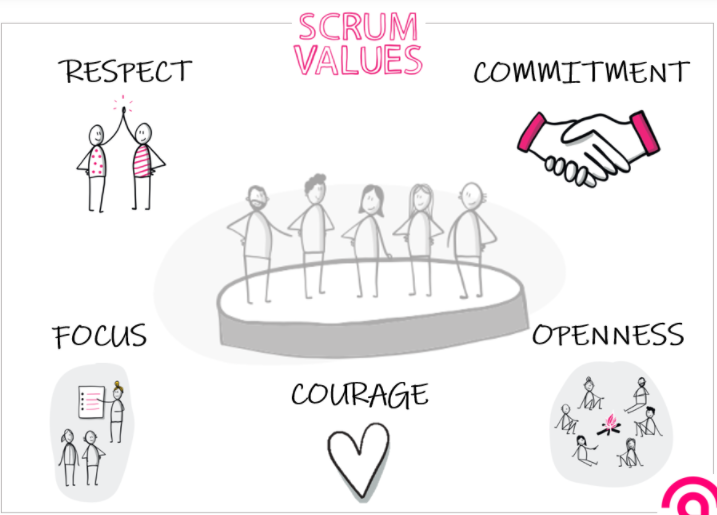 SCRUM
VALUES
RESPECT
COMMITMENT
FOCUS
OPENNESS
COURAGE